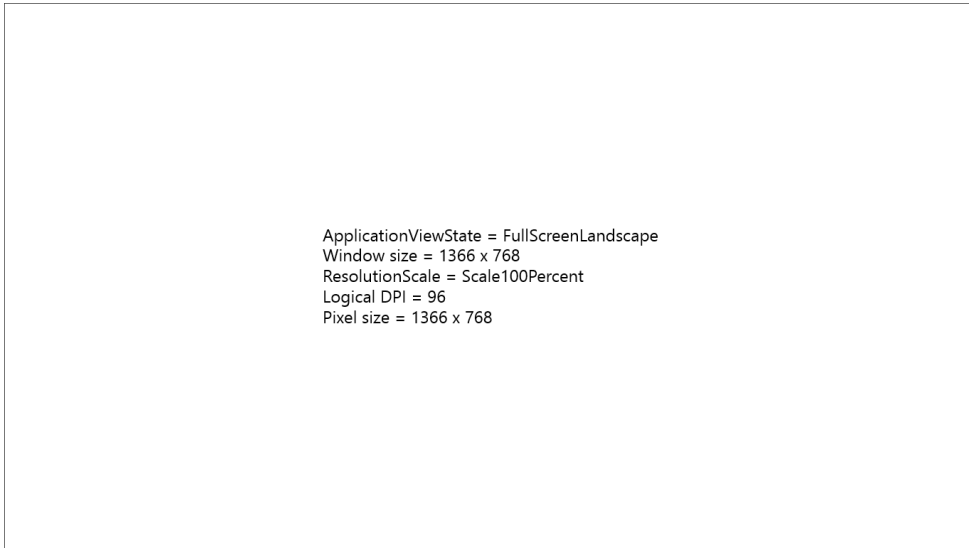 ApplicationViewState = FullScreenLandscape
Window size = 1366 x 768
ResolutionScale = Scale100Percent
Logical DPI = 96
Pixel size = 1366 x 768